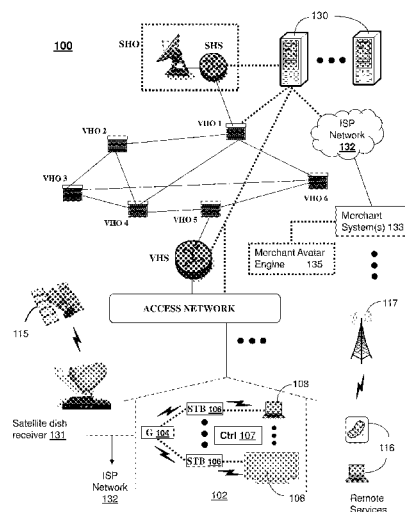 100
SHO
SHS
130
VHO 1
ISP
Network
132
VHO 2
VHO 3
VHO 4
VHO 5
VHO 6
Merchant
System(s) 133
Merchant Avatar
Engine 135
VHS
ACCESS NETWORK
115
117
Satellite dish
receiver 131
ISP
Network
132
G 104
STB 106
108
Ctrl 107
STB 106
108
102
116
Remote
Services